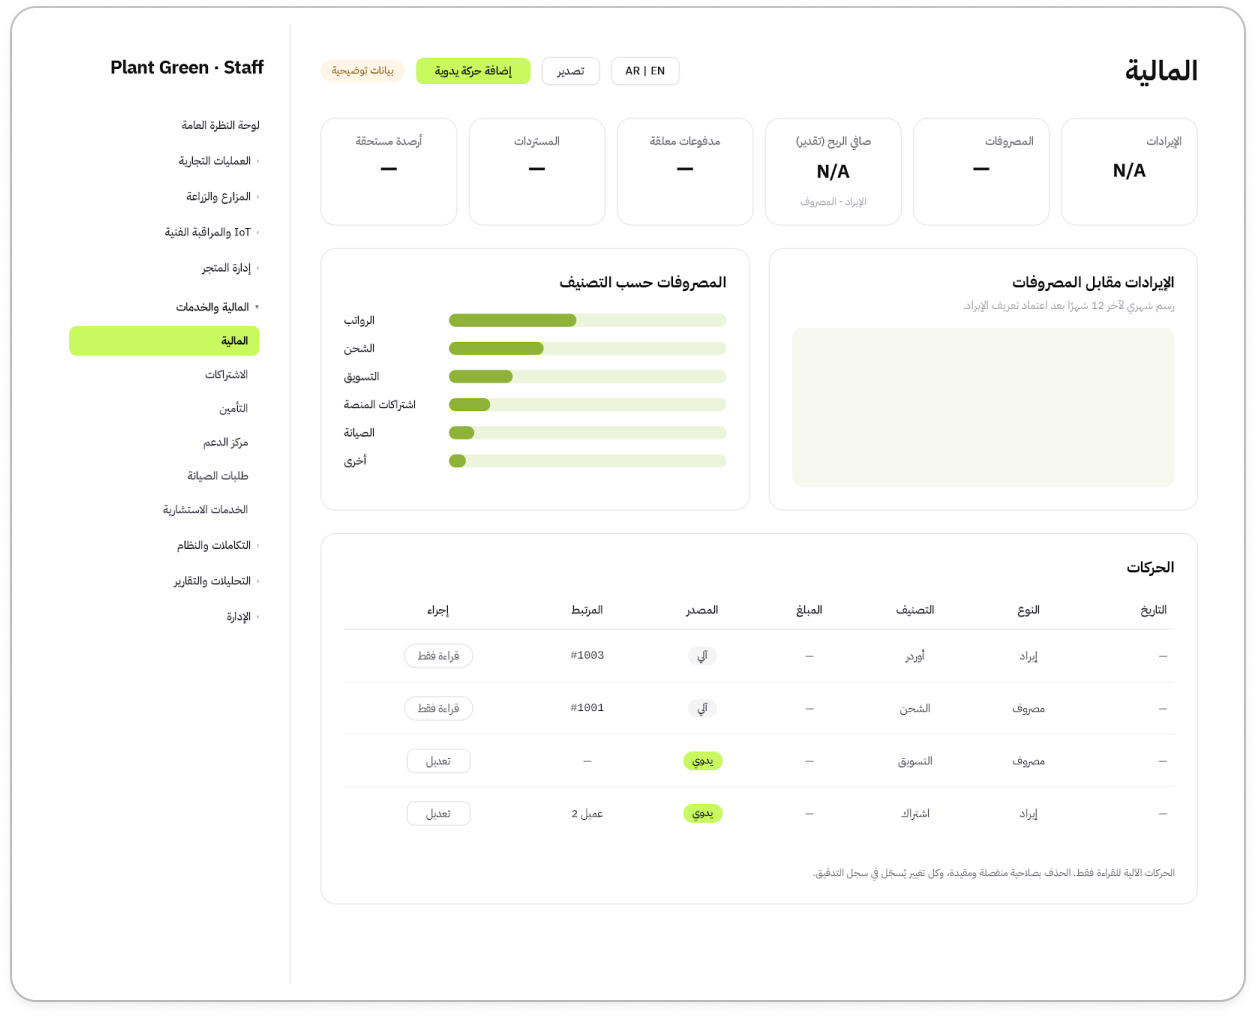 Plant Green · Staff
لوحة النظرة العامة
العمليات التجارية
المزارع والزراعة
IoT والمراقبة الفنية
إدارة المتجر
المالية والخدمات
المالية
الاشتراكات
التأمين
مركز الدعم
طلبات الصيانة
الخدمات الاستشارية
التكاملات والنظام
التحليلات والتقارير
الإدارة
المالية
AR | EN
تصدير
إضافة حركة يدوية
بيانات توضيحية
الإيرادات
N/A
المصروفات
—
صافي الربح (تقدير)
N/A
الإيراد - المصروف
مدفوعات معلقة
—
المستردات
—
أرصدة مستحقة
—
الإيرادات مقابل المصروفات
رسم شهري لآخر 12 شهرًا بعد اعتماد تعريف الإيراد.
المصروفات حسب التصنيف
الرواتب
الشحن
التسويق
اشتراكات المنصة
الصيانة
أخرى
الحركات
التاريخ النوع التصنيف المبلغ المصدر المرتبط إجراء
— إيراد أوردر — آلي #1003 قراءة فقط
— مصروف الشحن — آلي #1001 قراءة فقط
— مصروف التسويق — يدوي — تعديل
— إيراد اشتراك — يدوي عميل 2 تعديل
الحركات الآلية للقراءة فقط. الحذف بصلاحية منفصلة ومقيدة، وكل تغيير يُسجّل في سجل التدقيق.